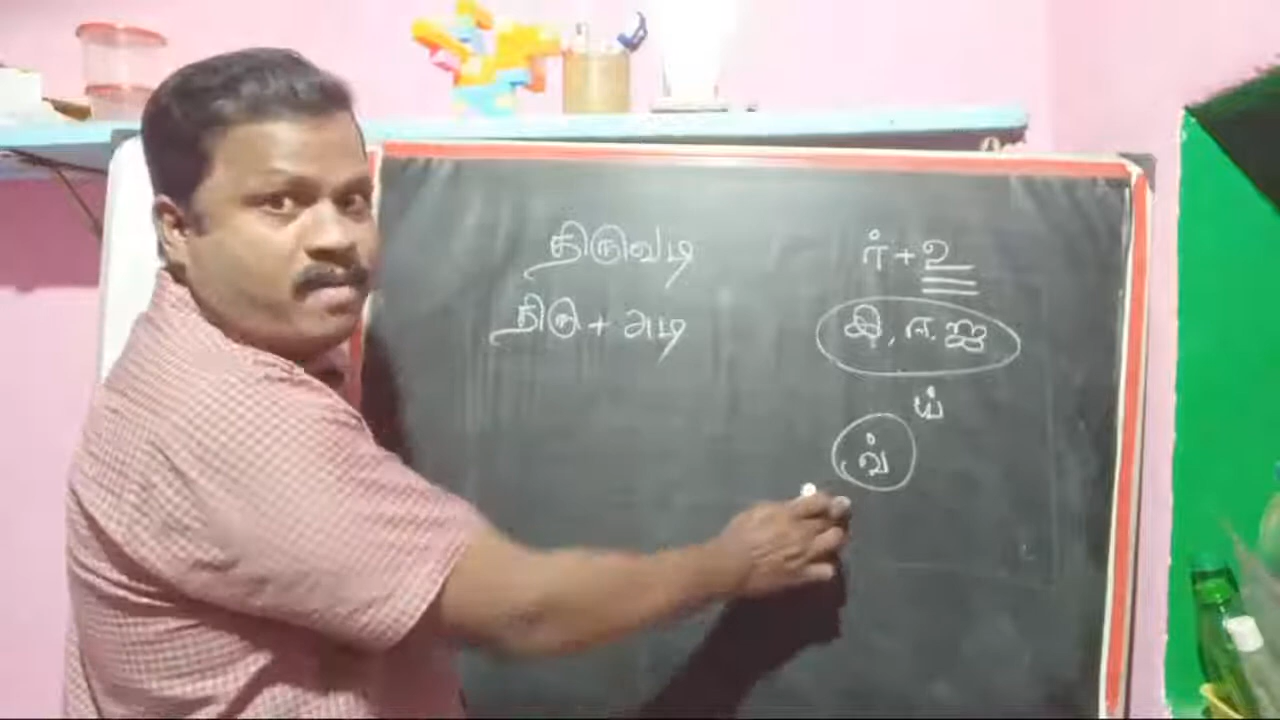 திருவடி
திரு + அடி
ர் + உ
இ, ஈ, ஐ
ய்
வ்